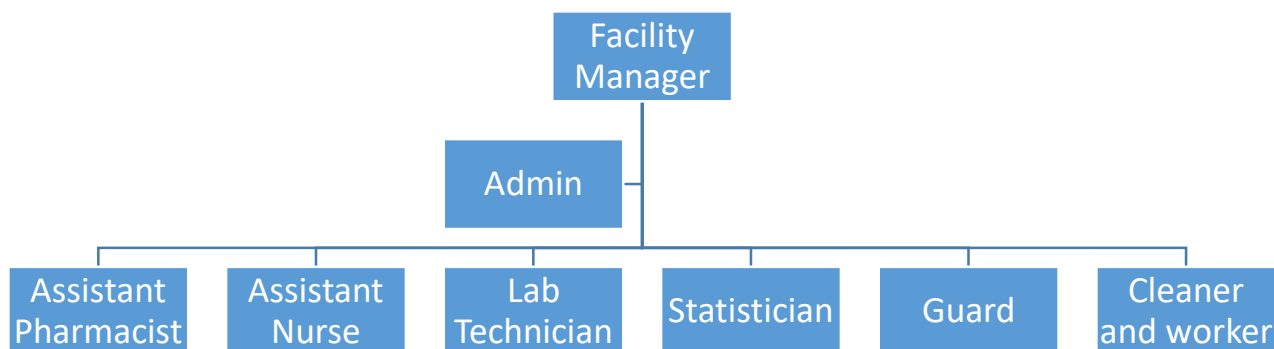 Facility
Manager
Admin
Assistant
Pharmacist
Assistant
Nurse
Lab
Technician
Statistician
Guard
Cleaner
and worker